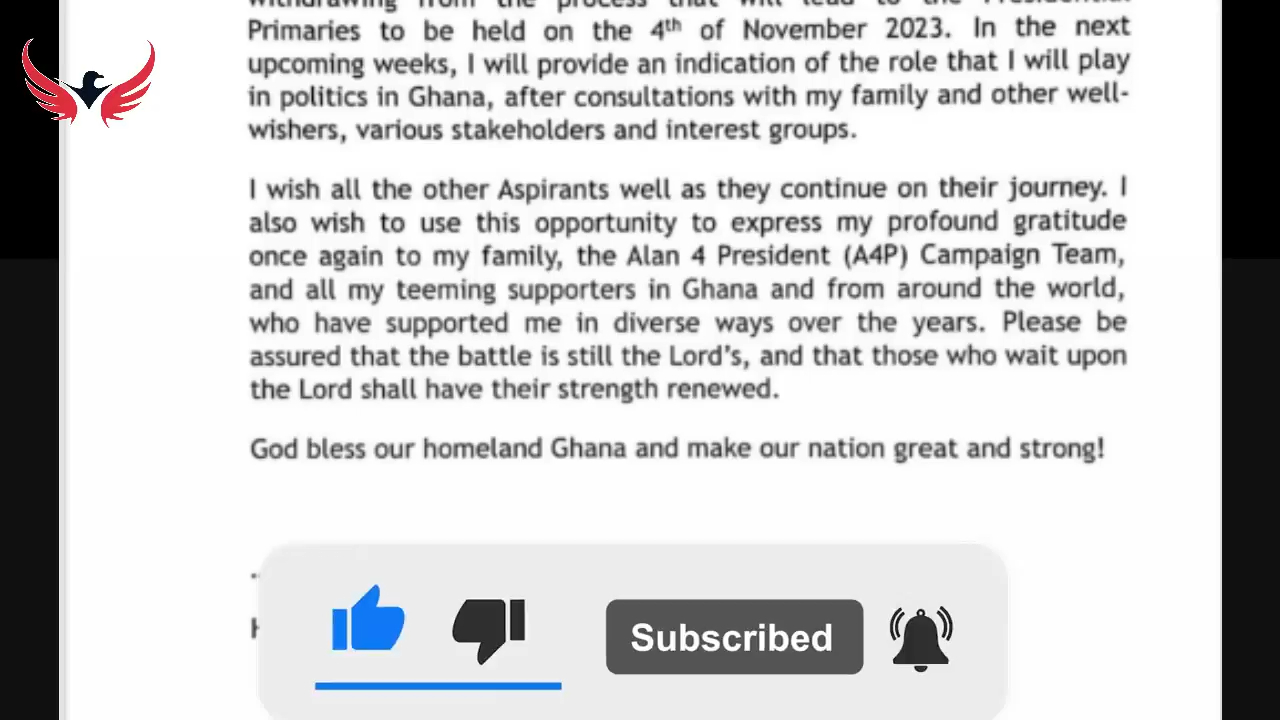 withdrawing from the process that will lead to the Presidential
Primaries to be held on the 4th of November 2023. In the next
upcoming weeks, I will provide an indication of the role that I will play
in politics in Ghana, after consultations with my family and other well-
wishers, various stakeholders and interest groups.
I wish all the other Aspirants well as they continue on their journey. I
also wish to use this opportunity to express my profound gratitude
once again to my family, the Alan 4 President (A4P) Campaign Team,
and all my teeming supporters in Ghana and from around the world,
who have supported me in diverse ways over the years. Please be
assured that the battle is still the Lord's, and that those who wait upon
the Lord shall have their strength renewed.
God bless our homeland Ghana and make our nation great and strong!
Subscribed